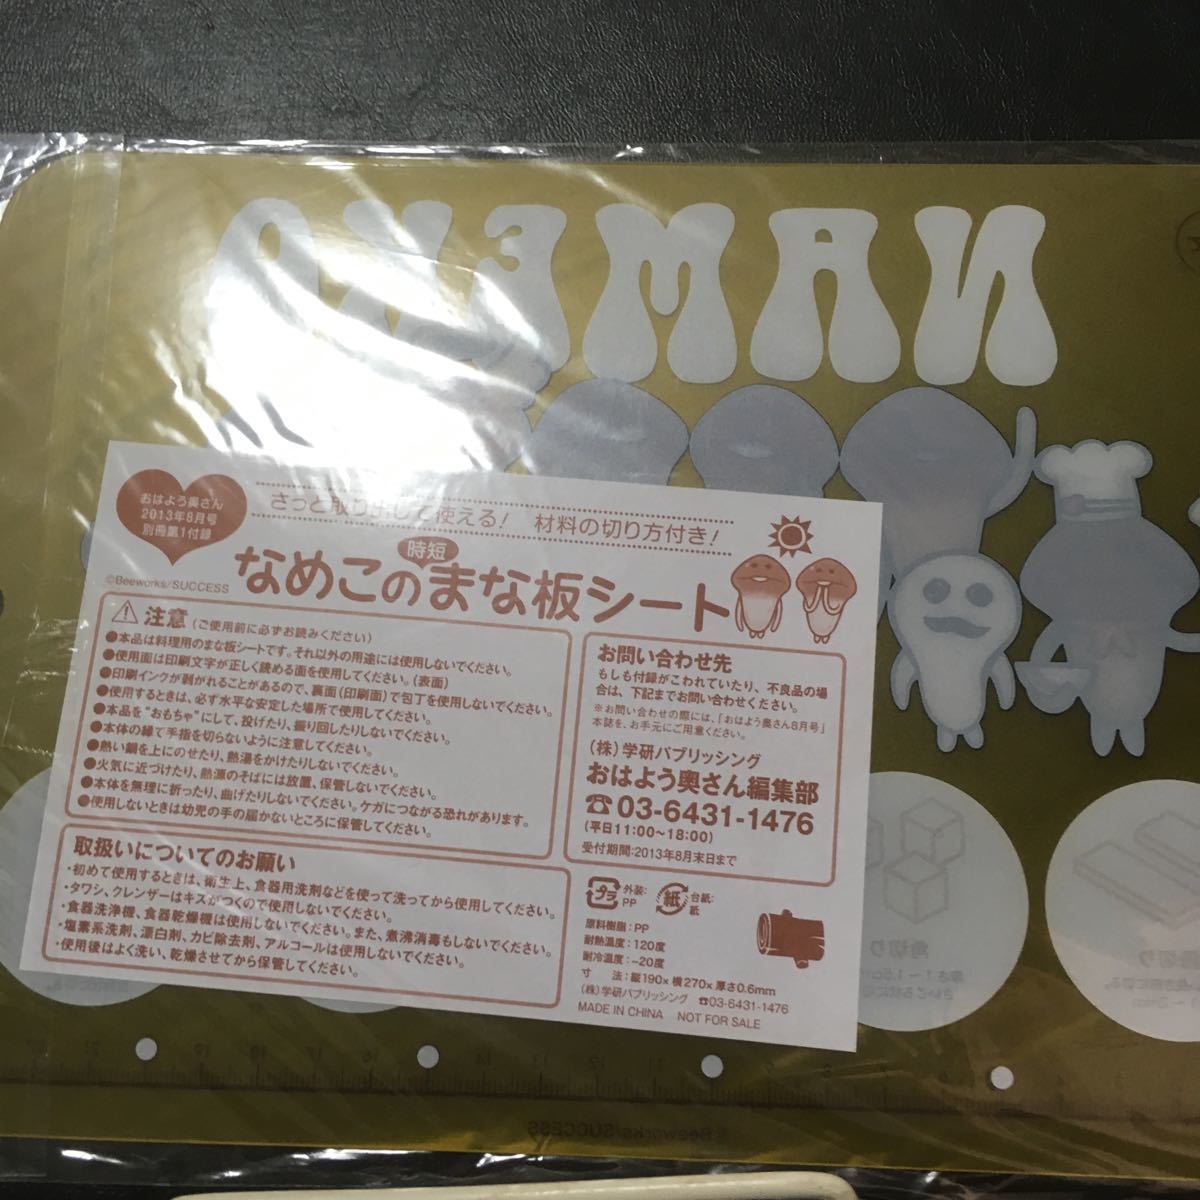 NAMEKO
おはよう奥さん
2013年8月号
別冊第1付録
さっと取り出して使える! 材料の切り方付き!
なめこの時短まな板シート
©Beeworks/SUCCESS
注意(ご使用前に必ずお読みください)
●本品は料理用のまな板シートです。それ以外の用途には使用しないでください。
●使用面は印刷文字が正しく読める面を使用してください。(表面)
●印刷インクが剥がれることがあるので、裏面(印刷面)で包丁を使用しないでください。
●使用するときは、必ず水平な安定した場所で使用してください。
●本品を"おもちゃ"にして、投げたり、振り回したりしないでください。
●本体の縁で手指を切らないように注意してください。
●熱い鍋を上にのせたり、熱湯をかけたりしないでください。
●火気に近づけたり、熱源のそばには放置、保管しないでください。
●本体を無理に折ったり、曲げたりしないでください。ケガにつながる恐れがあります。
●使用しないときは幼児の手の届かないところに保管してください。
取扱いについてのお願い
・初めて使用するときは、衛生上、食器用洗剤などを使って洗ってから使用してください。
・タワシ、クレンザーはキズがつくので使用しないでください。
・食器洗浄機、食器乾燥機は使用しないでください。また、煮沸消毒もしないでください。
・塩素系洗剤、漂白剤、カビ除去剤、アルコールは使用しないでください。
・使用後はよく洗い、乾燥させてから保管してください。
お問い合わせ先
もしも付録がこわれていたり、不良品の場
合は、下記までお問い合わせください。
※お問い合わせの際には、「おはよう奥さん8月号」
本誌を、お手元にご用意ください。
(株)学研パブリッシング
おはよう奥さん編集部
☎03-6431-1476
(平日11:00~18:00)
受付期間:2013年8月末日まで
プラ 外装:PP 紙 台紙:紙
原料樹脂:PP
耐熱温度:120度
耐冷温度:-20度
寸 法:縦190×横270×厚さ0.6mm
(株)学研パブリッシング ☎03-6431-1476
MADE IN CHINA NOT FOR SALE
角切り
©Beeworks/SUCCESS